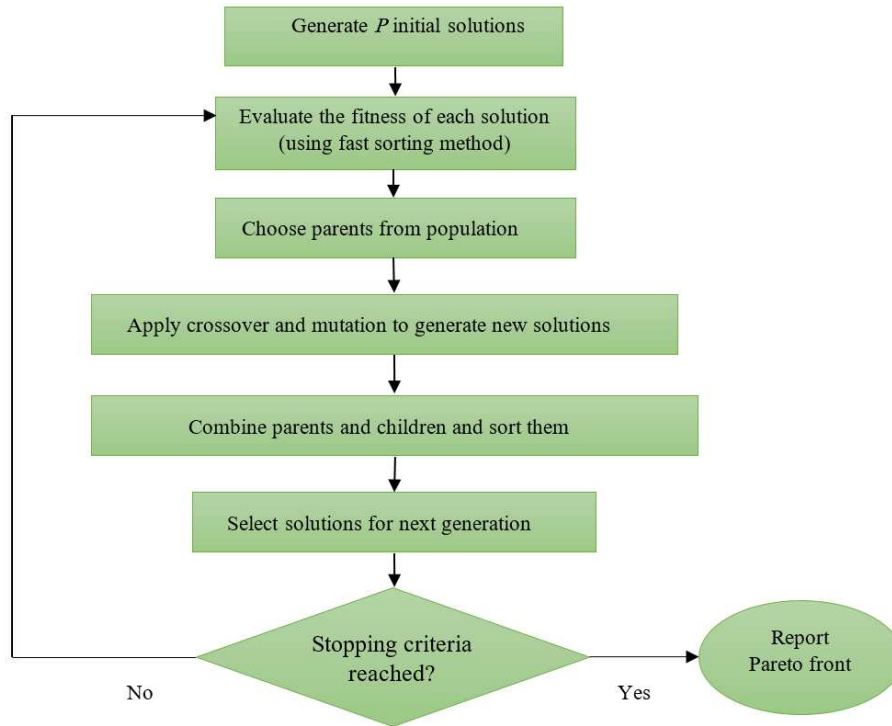 Generate P initial solutions
Evaluate the fitness of each solution
(using fast sorting method)
Choose parents from population
Apply crossover and mutation to generate new solutions
Combine parents and children and sort them
Select solutions for next generation
Stopping criteria
reached?
No
Yes
Report
Pareto front